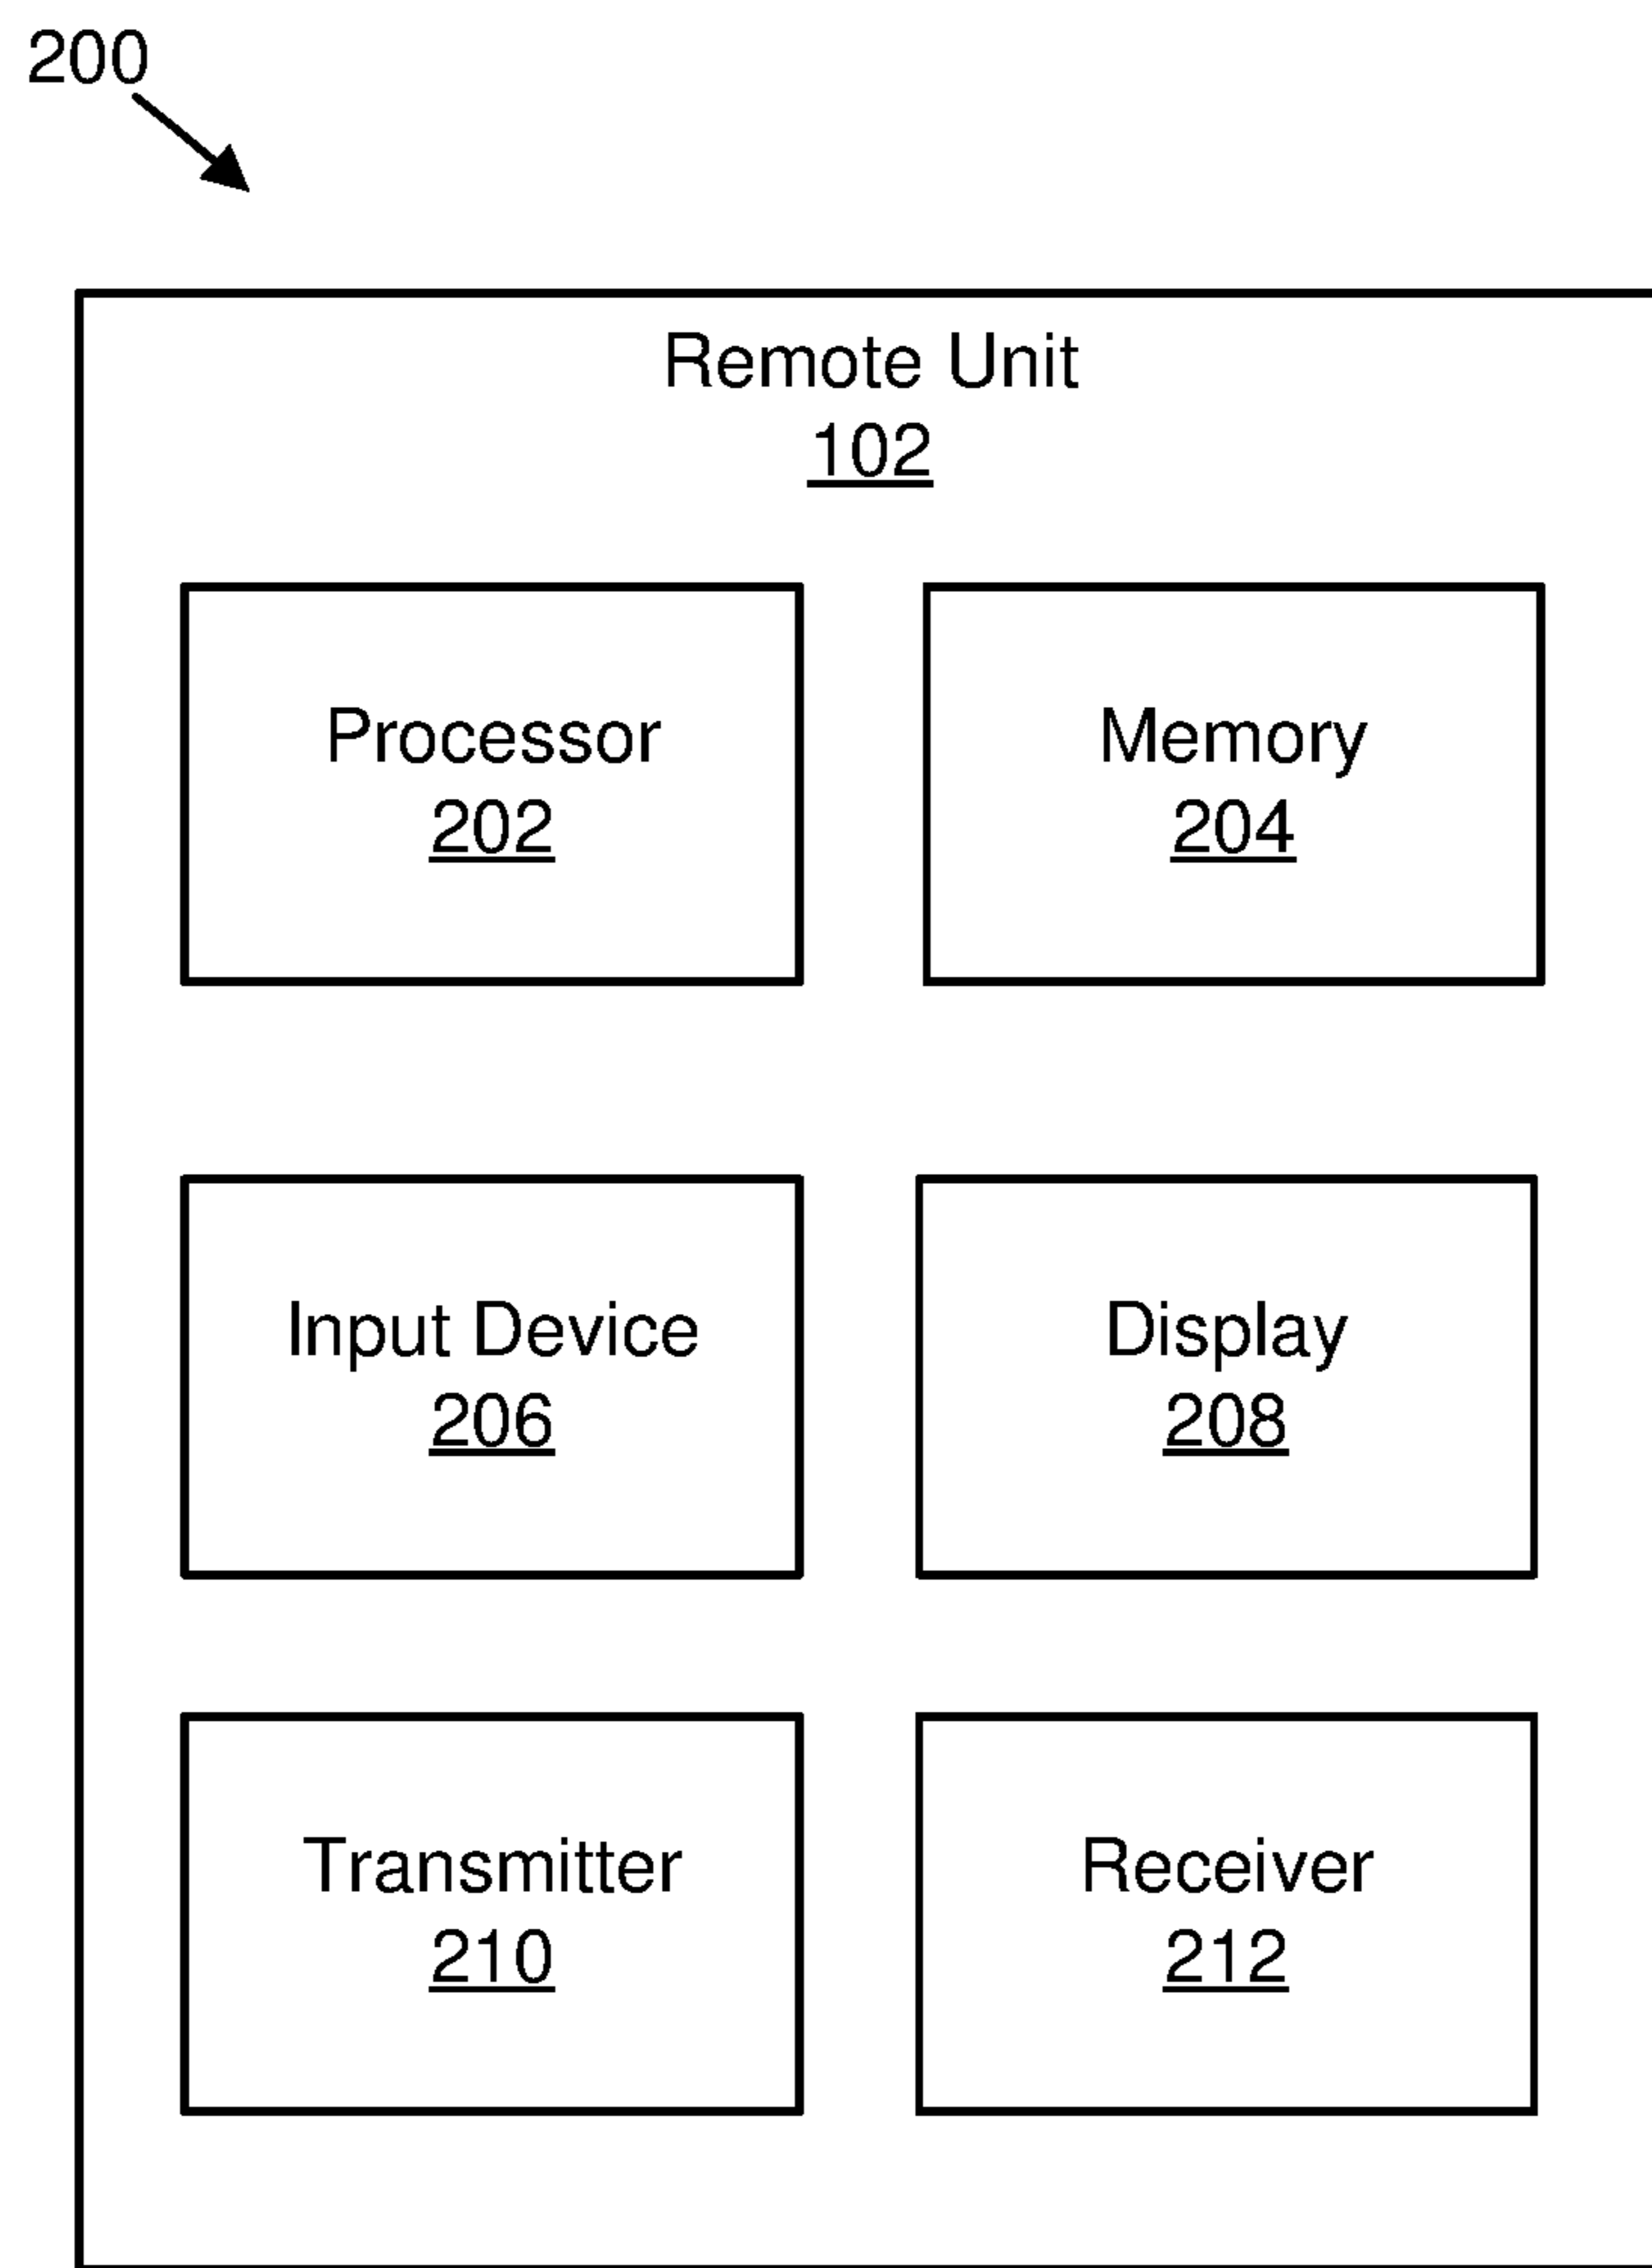 200
Remote Unit
102
Processor
202
Memory
204
Input Device
206
Display
208
Transmitter
210
Receiver
212